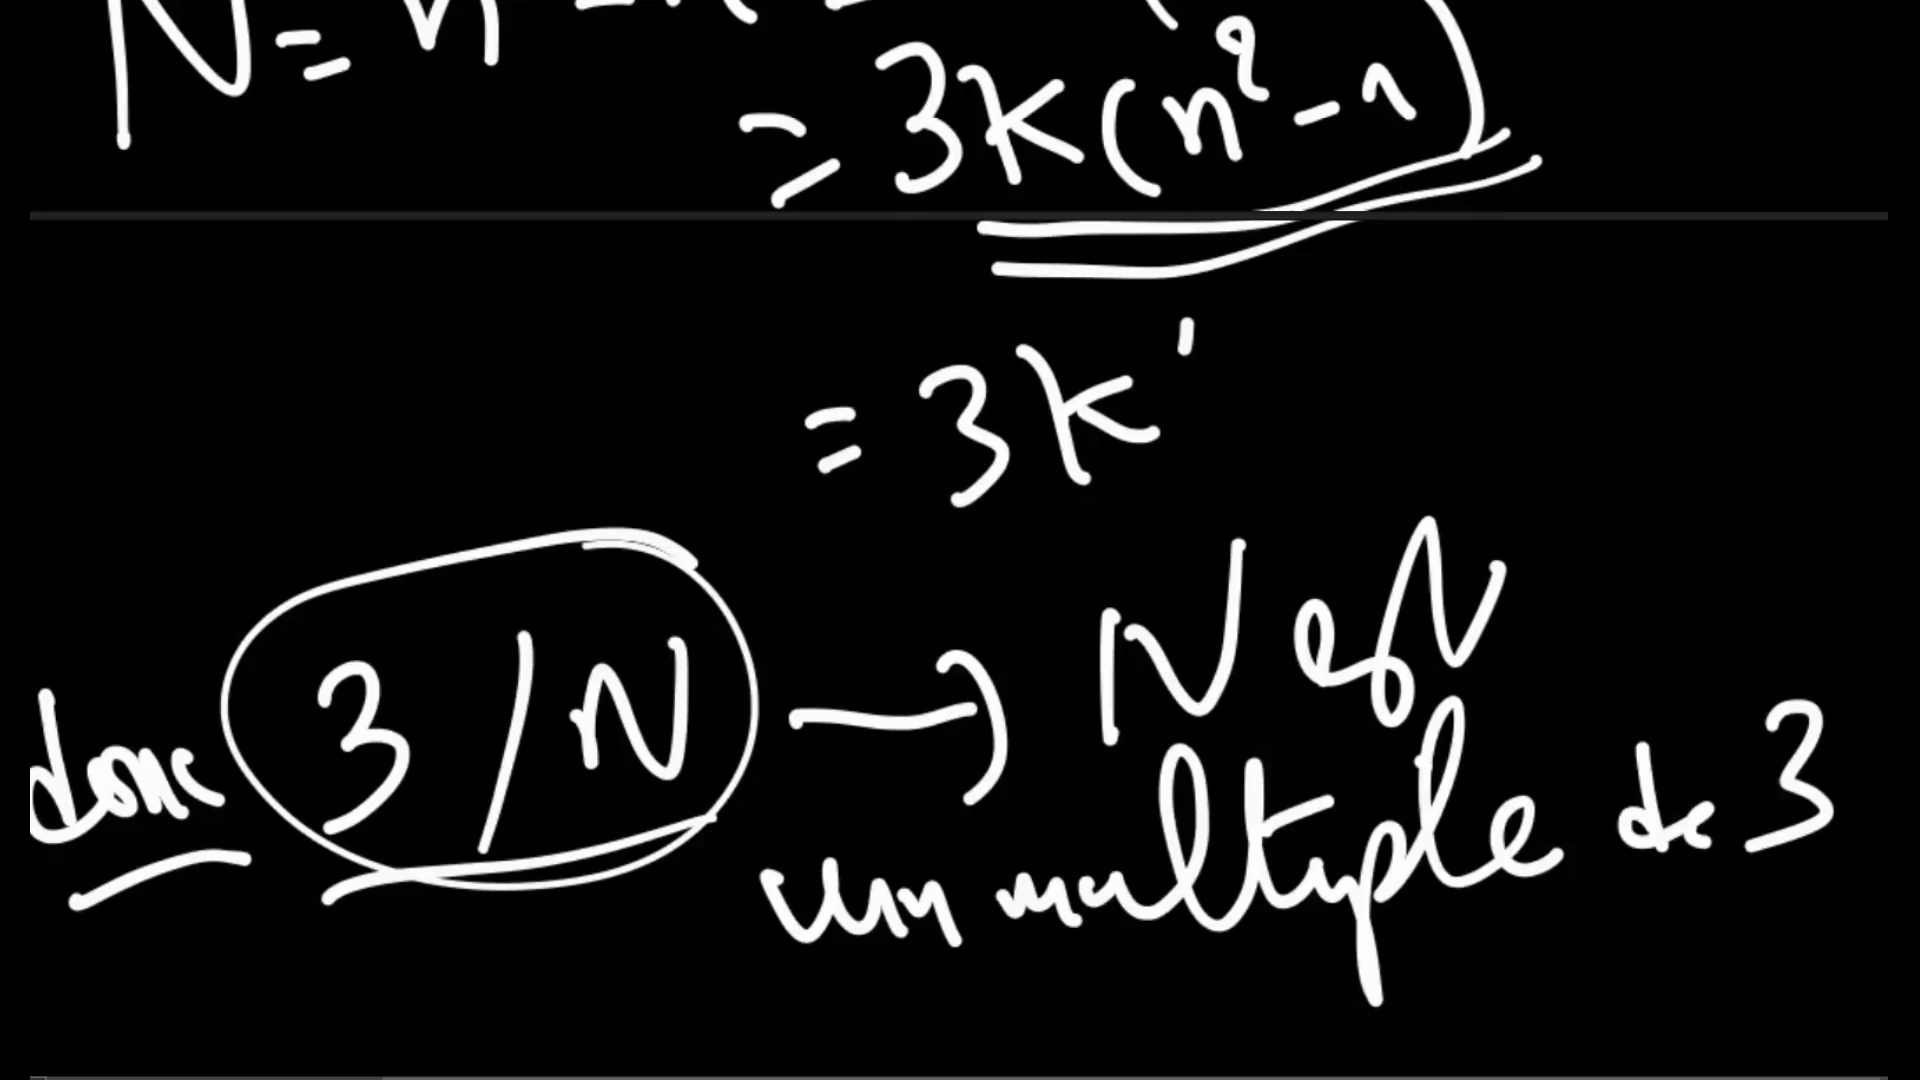 N = n
= 3K(n² - 1)
= 3K'
donc 3 / N → N est
un multiple de 3